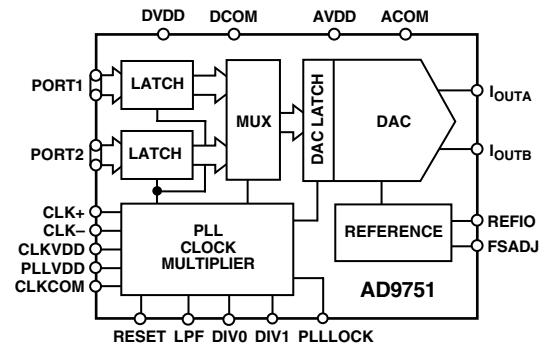 DVDD DCOM AVDD ACOM
PORT1
LATCH
PORT2
LATCH
MUX
DAC LATCH
DAC
IOUTA
IOUTB
CLK+
CLK–
CLKVDD
PLLVDD
CLKCOM
PLL
CLOCK
MULTIPLIER
REFERENCE
REFIO
FSADJ
AD9751
RESET LPF DIV0 DIV1 PLLLOCK